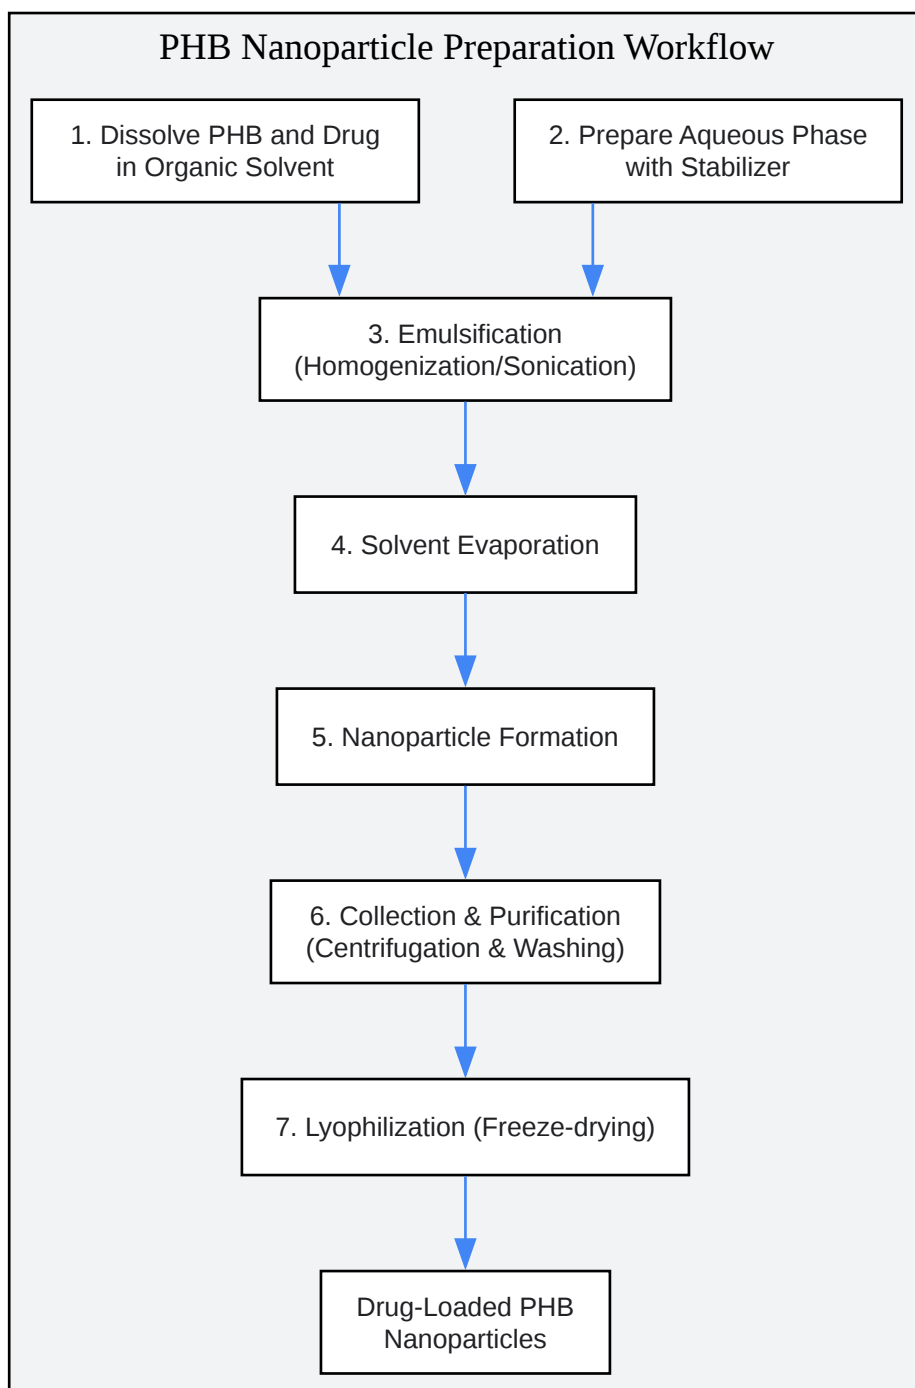 PHB Nanoparticle Preparation Workflow
1. Dissolve PHB and Drug
in Organic Solvent
2. Prepare Aqueous Phase
with Stabilizer
3. Emulsification
(Homogenization/Sonication)
4. Solvent Evaporation
5. Nanoparticle Formation
6. Collection & Purification
(Centrifugation & Washing)
7. Lyophilization (Freeze-drying)
Drug-Loaded PHB
Nanoparticles